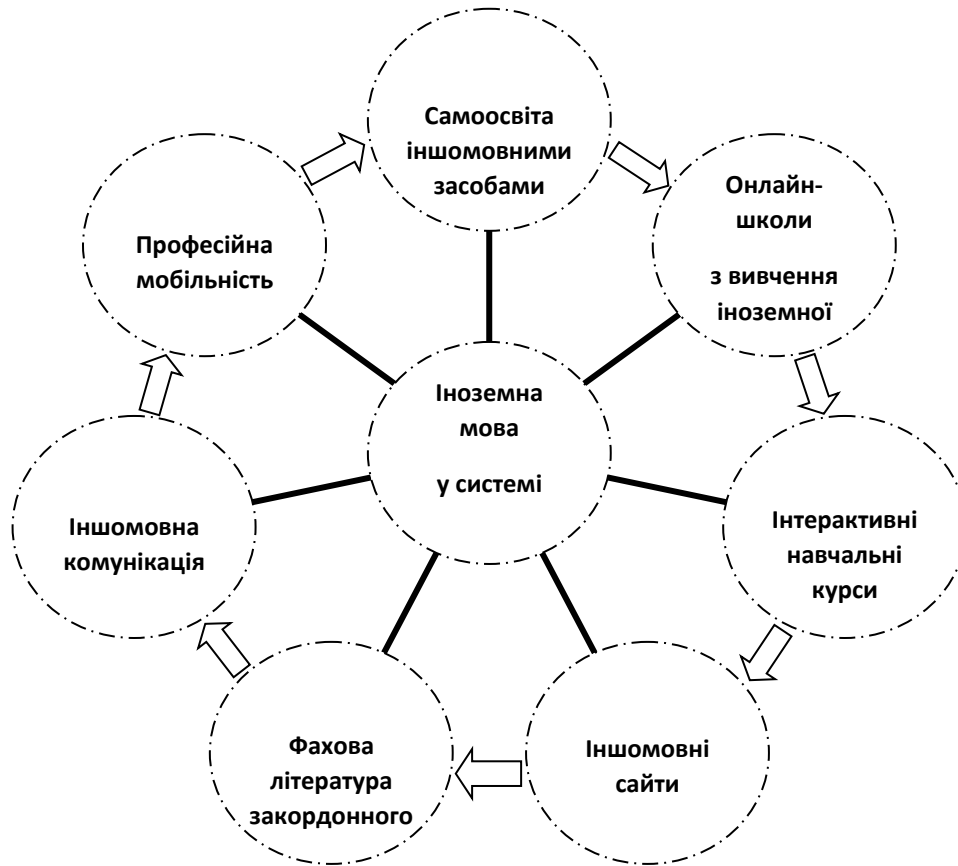 Самоосвіта
іншомовними
засобами
Онлайн-
школи
з вивчення
іноземної
Інтерактивні
навчальні
курси
Іншомовні
сайти
Фахова
література
закордонного
Іншомовна
комунікація
Професійна
мобільність
Іноземна
мова
у системі